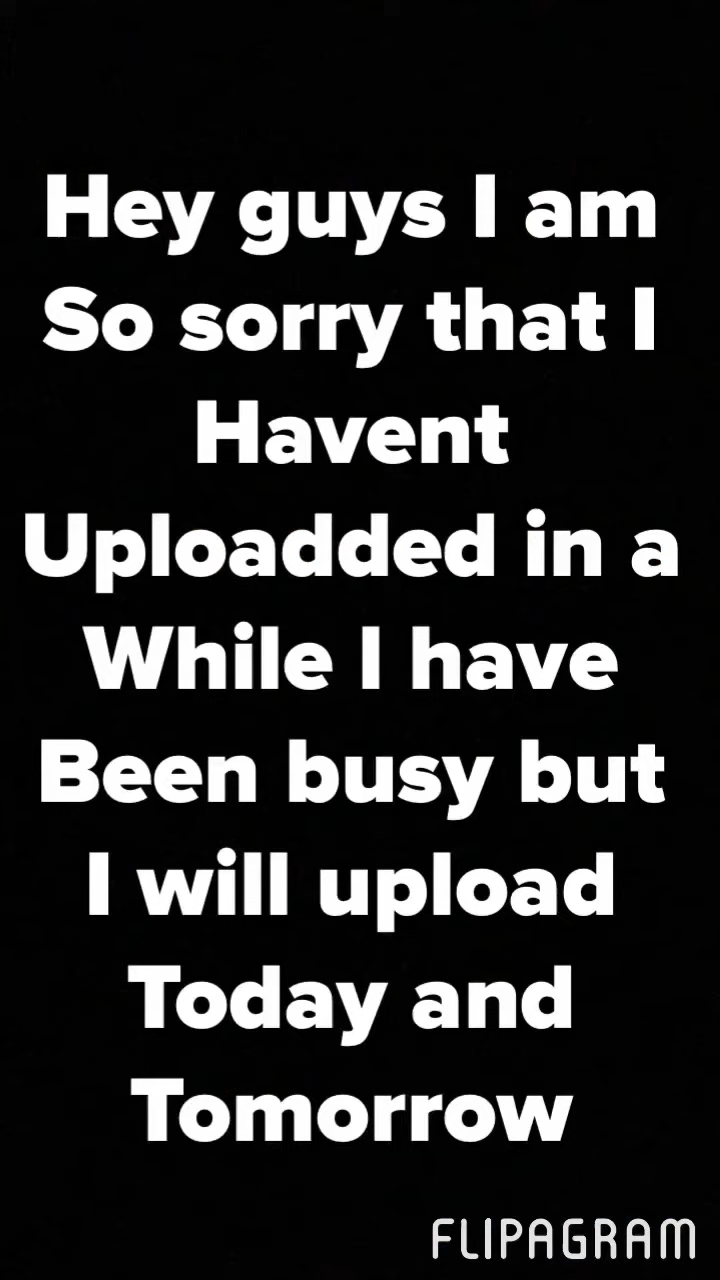 Hey guys I am
So sorry that I
Havent
Uploadded in a
While I have
Been busy but
I will upload
Today and
Tomorrow
FLIPAGRAM